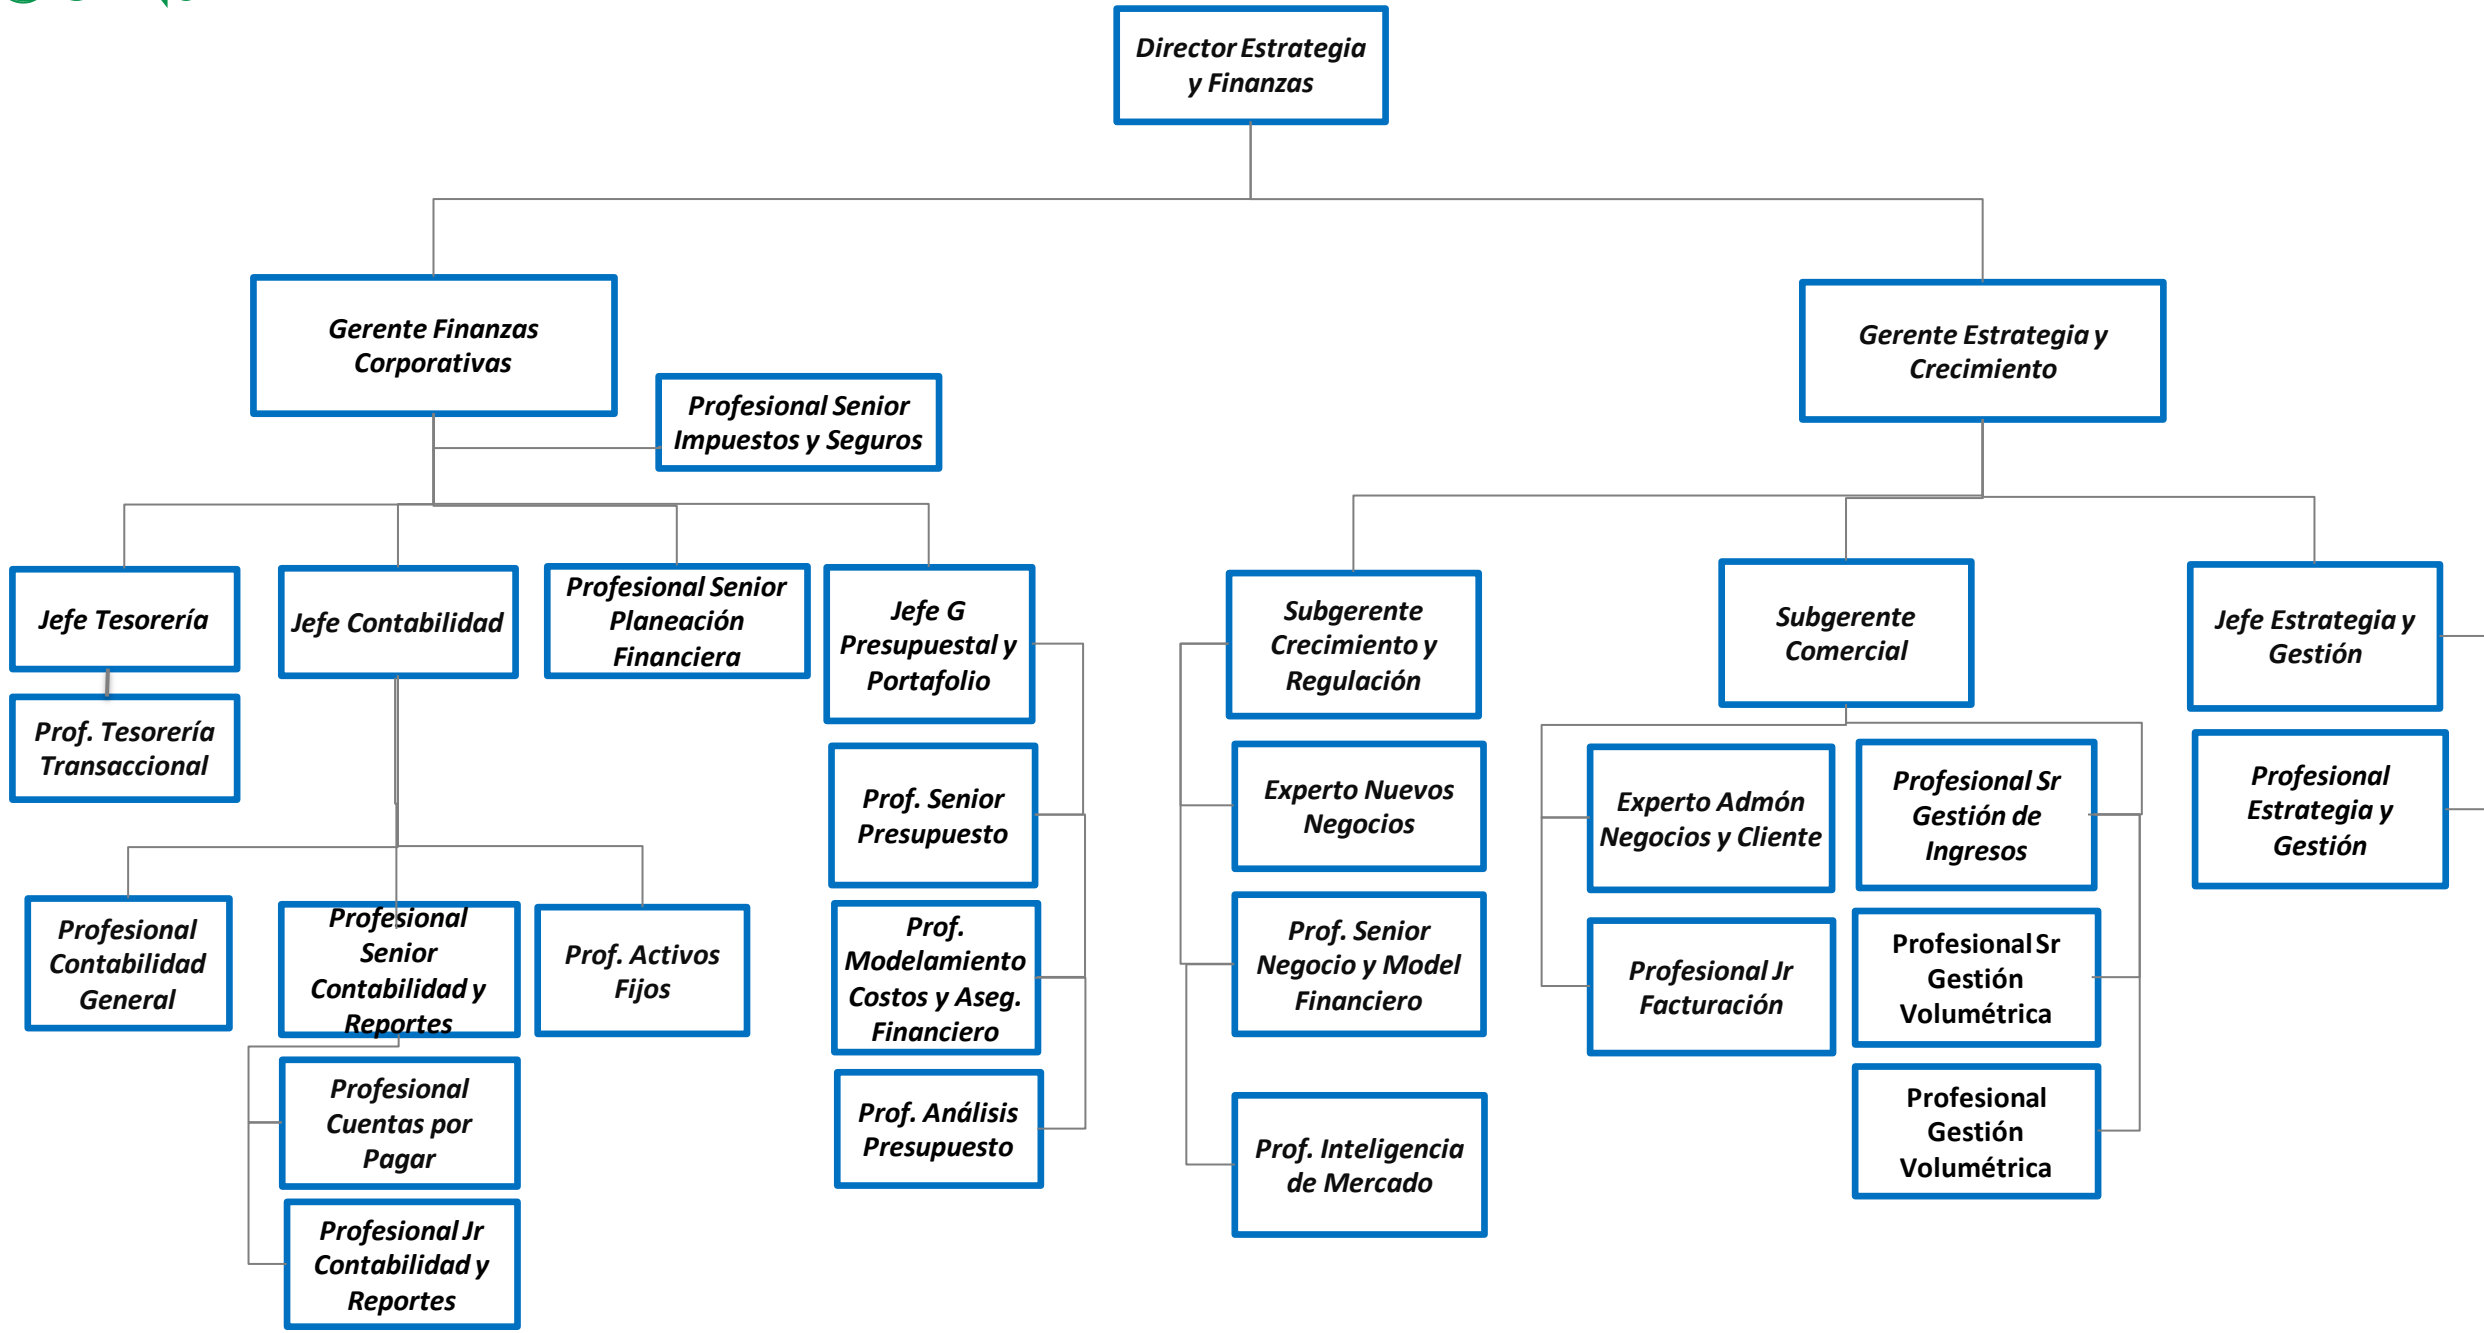 Director Estrategia
y Finanzas
Gerente Finanzas
Corporativas
Gerente Estrategia y
Crecimiento
Profesional Senior
Impuestos y Seguros
Jefe Tesorería
Jefe Contabilidad
Profesional Senior
Planeación
Financiera
Jefe G
Presupuestal y
Portafolio
Subgerente
Crecimiento y
Regulación
Subgerente
Comercial
Jefe Estrategia y
Gestión
Prof. Tesorería
Transaccional
Prof. Senior
Presupuesto
Experto Nuevos
Negocios
Experto Admón
Negocios y Cliente
Profesional Sr
Gestión de
Ingresos
Profesional
Estrategia y
Gestión
Profesional
Contabilidad
General
Profesional
Senior
Contabilidad y
Reportes
Prof. Activos
Fijos
Prof.
Modelamiento
Costos y Aseg.
Financiero
Prof. Senior
Negocio y Model
Financiero
Profesional Jr
Facturación
Profesional Sr
Gestión
Volumétrica
Profesional
Cuentas por
Pagar
Prof. Análisis
Presupuesto
Prof. Inteligencia
de Mercado
Profesional
Gestión
Volumétrica
Profesional Jr
Contabilidad y
Reportes